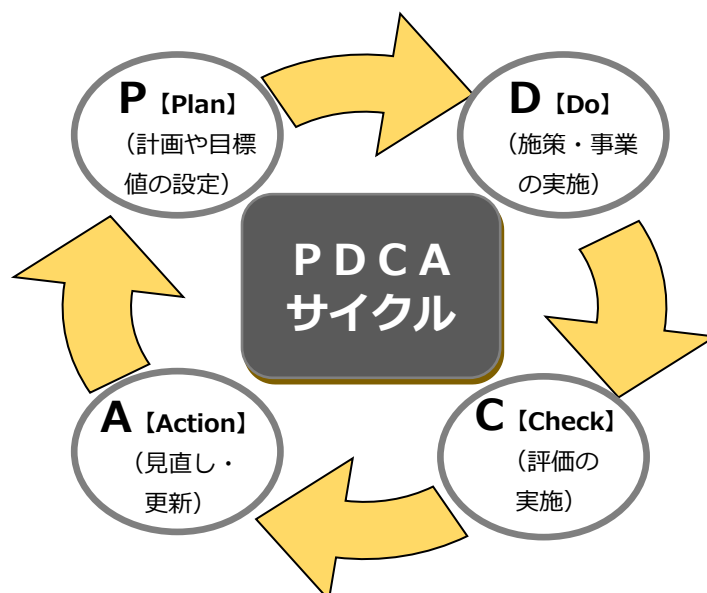 P【Plan】
（計画や目標
値の設定）
D【Do】
（施策・事業
の実施）
ＰＤＣＡ
サイクル
A【Action】
（見直し・
更新）
C【Check】
（評価の
実施）